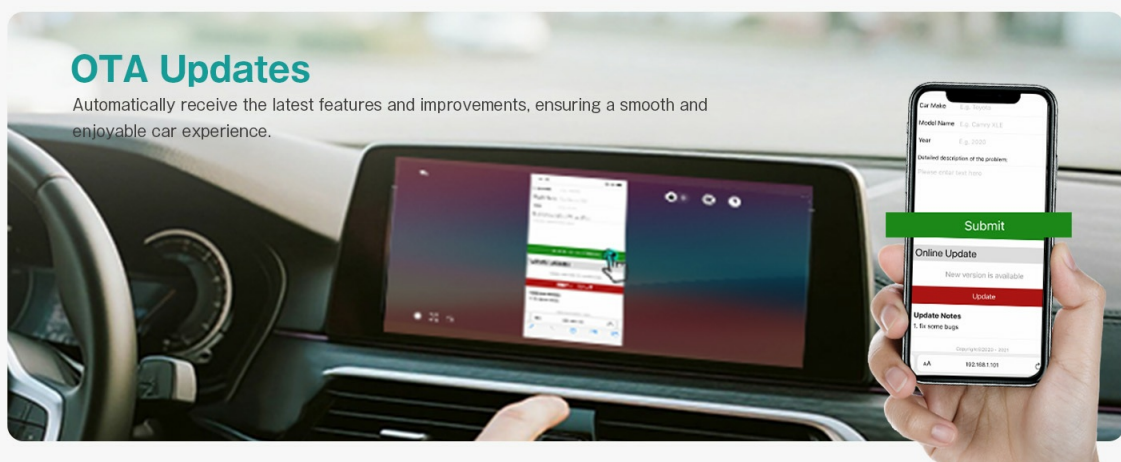 OTA Updates
Automatically receive the latest features and improvements, ensuring a smooth and
enjoyable car experience.
Car Make E.g. Toyota
Model Name E.g. Camry XLE
Year E.g. 2020
Detailed description of the problem:
Please enter text here
Submit
Online Update
New version is available
Update
Update Notes
1. fix some bugs
AA 192.168.1.101